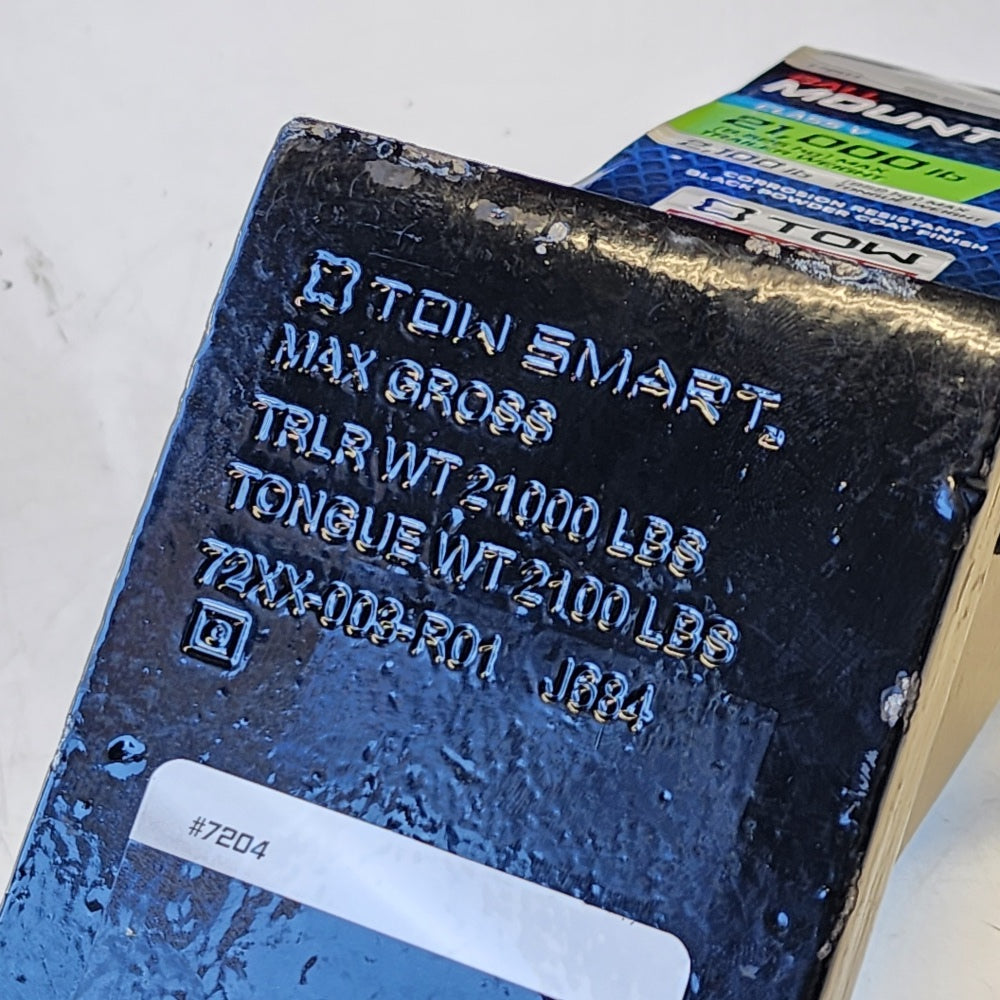 BALL
MOUNT
CLASS V
21,000 lb
2,100 lb
CORROSION RESISTANT
BLACK POWDER COAT FINISH
TOW
TOW SMART
MAX GROSS
TRLR WT 21000 LBS
TONGUE WT 2100 LBS
72XX-003-R01 J684
#7204